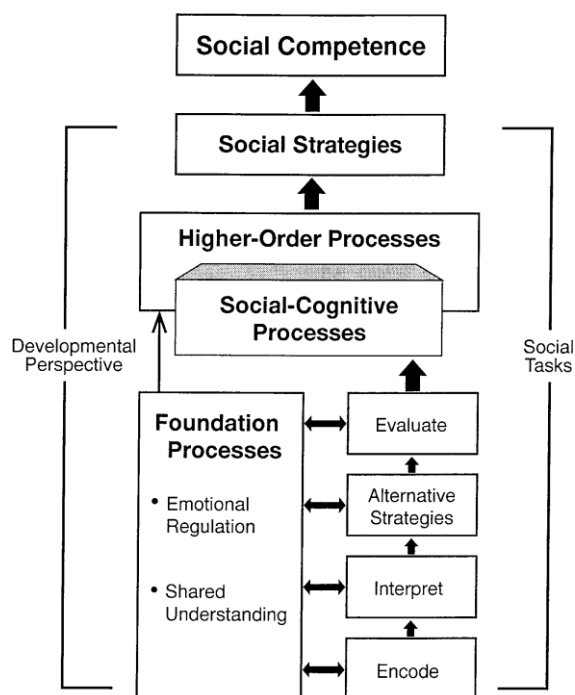 Social Competence
Social Strategies
Higher-Order Processes
Social-Cognitive
Processes
Developmental
Perspective
Social
Tasks
Foundation
Processes
• Emotional
Regulation
• Shared
Understanding
Evaluate
Alternative
Strategies
Interpret
Encode